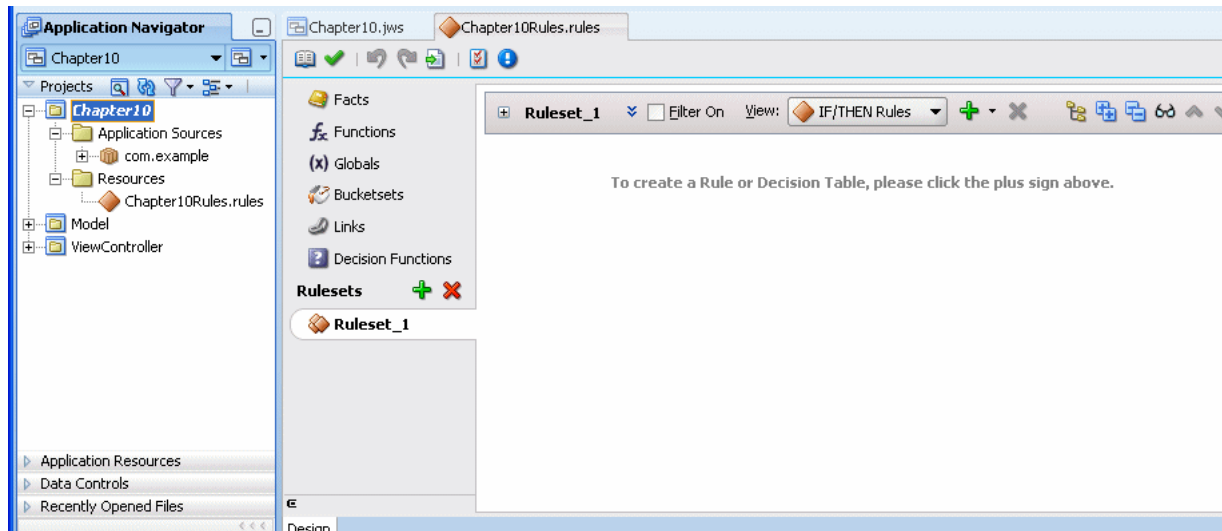 Application Navigator
Chapter10
Projects
Chapter10
Application Sources
com.example
Resources
Chapter10Rules.rules
Model
ViewController
Application Resources
Data Controls
Recently Opened Files
Chapter10.jws
Chapter10Rules.rules
Facts
fx Functions
(x) Globals
Bucketsets
Links
Decision Functions
Rulesets
Ruleset_1
Ruleset_1 Filter On View: IF/THEN Rules
To create a Rule or Decision Table, please click the plus sign above.
Design